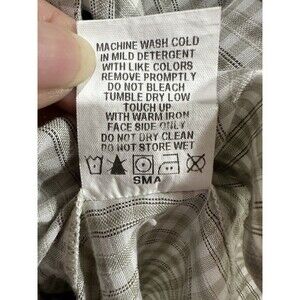 MACHINE WASH COLD
IN MILD DETERGENT
WITH LIKE COLORS
REMOVE PROMPTLY
DO NOT BLEACH
TUMBLE DRY LOW
TOUCH UP
WITH WARM IRON
FACE SIDE ONLY
DO NOT DRY CLEAN
DO NOT STORE WET
SMA